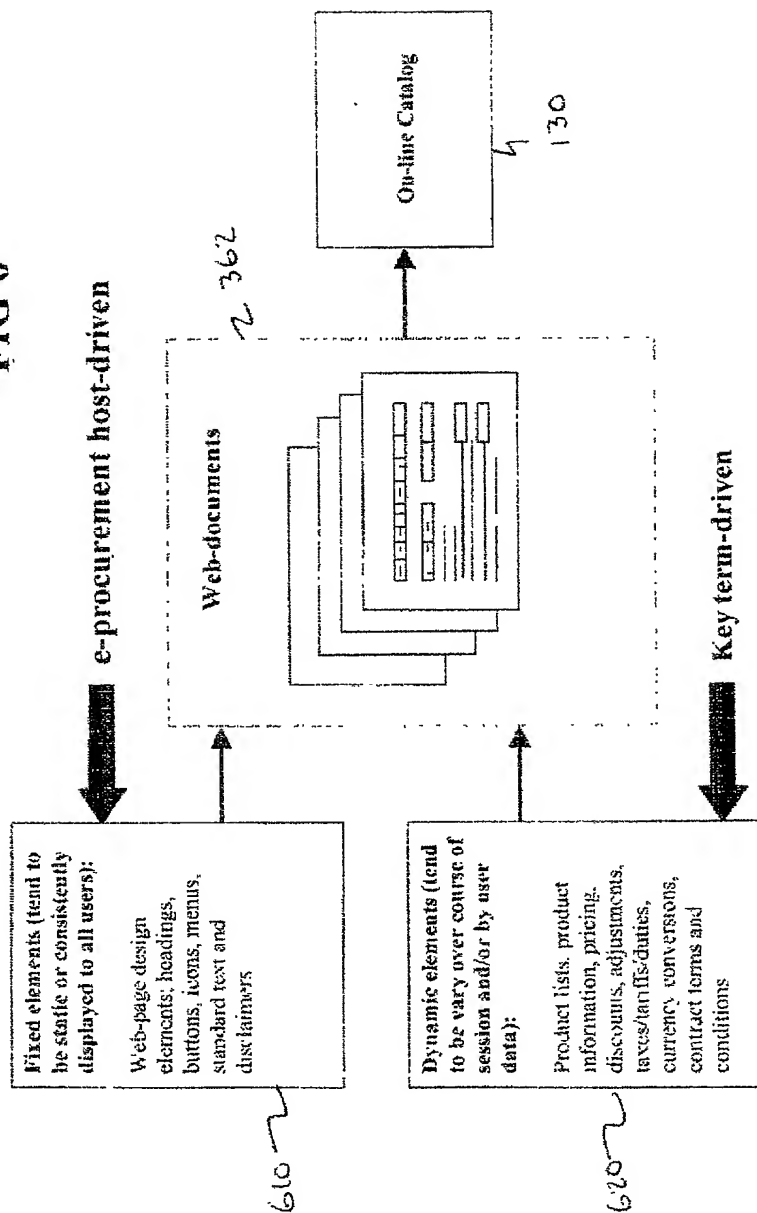 FIG 6
e-procurement host-driven
Fixed elements (tend to
be static or consistently
displayed to all users):
Web-page design
elements: headings,
buttons, icons, menus,
standard text and
disclaimers
610
Web-documents
362
On-line Catalog
130
Dynamic elements (tend
to be vary over course of
session and/or by user
data):
Product lists, product
information, pricing,
discounts, adjustments,
taxes/tariffs/duties,
currency conversions,
contract terms and
conditions
620
Key term-driven